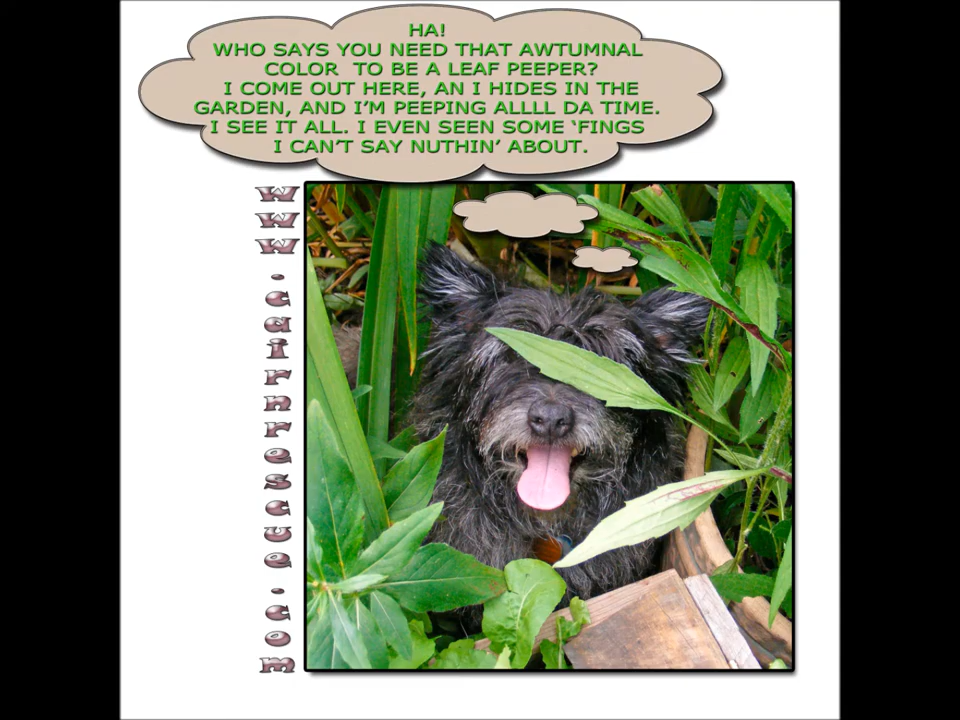 HA!
WHO SAYS YOU NEED THAT AWTUMNAL
COLOR TO BE A LEAF PEEPER?
I COME OUT HERE, AN I HIDES IN THE
GARDEN, AND I'M PEEPING ALLLL DA TIME.
I SEE IT ALL. I EVEN SEEN SOME 'FINGS
I CAN'T SAY NUTHIN' ABOUT.
www.cairnrescue.com